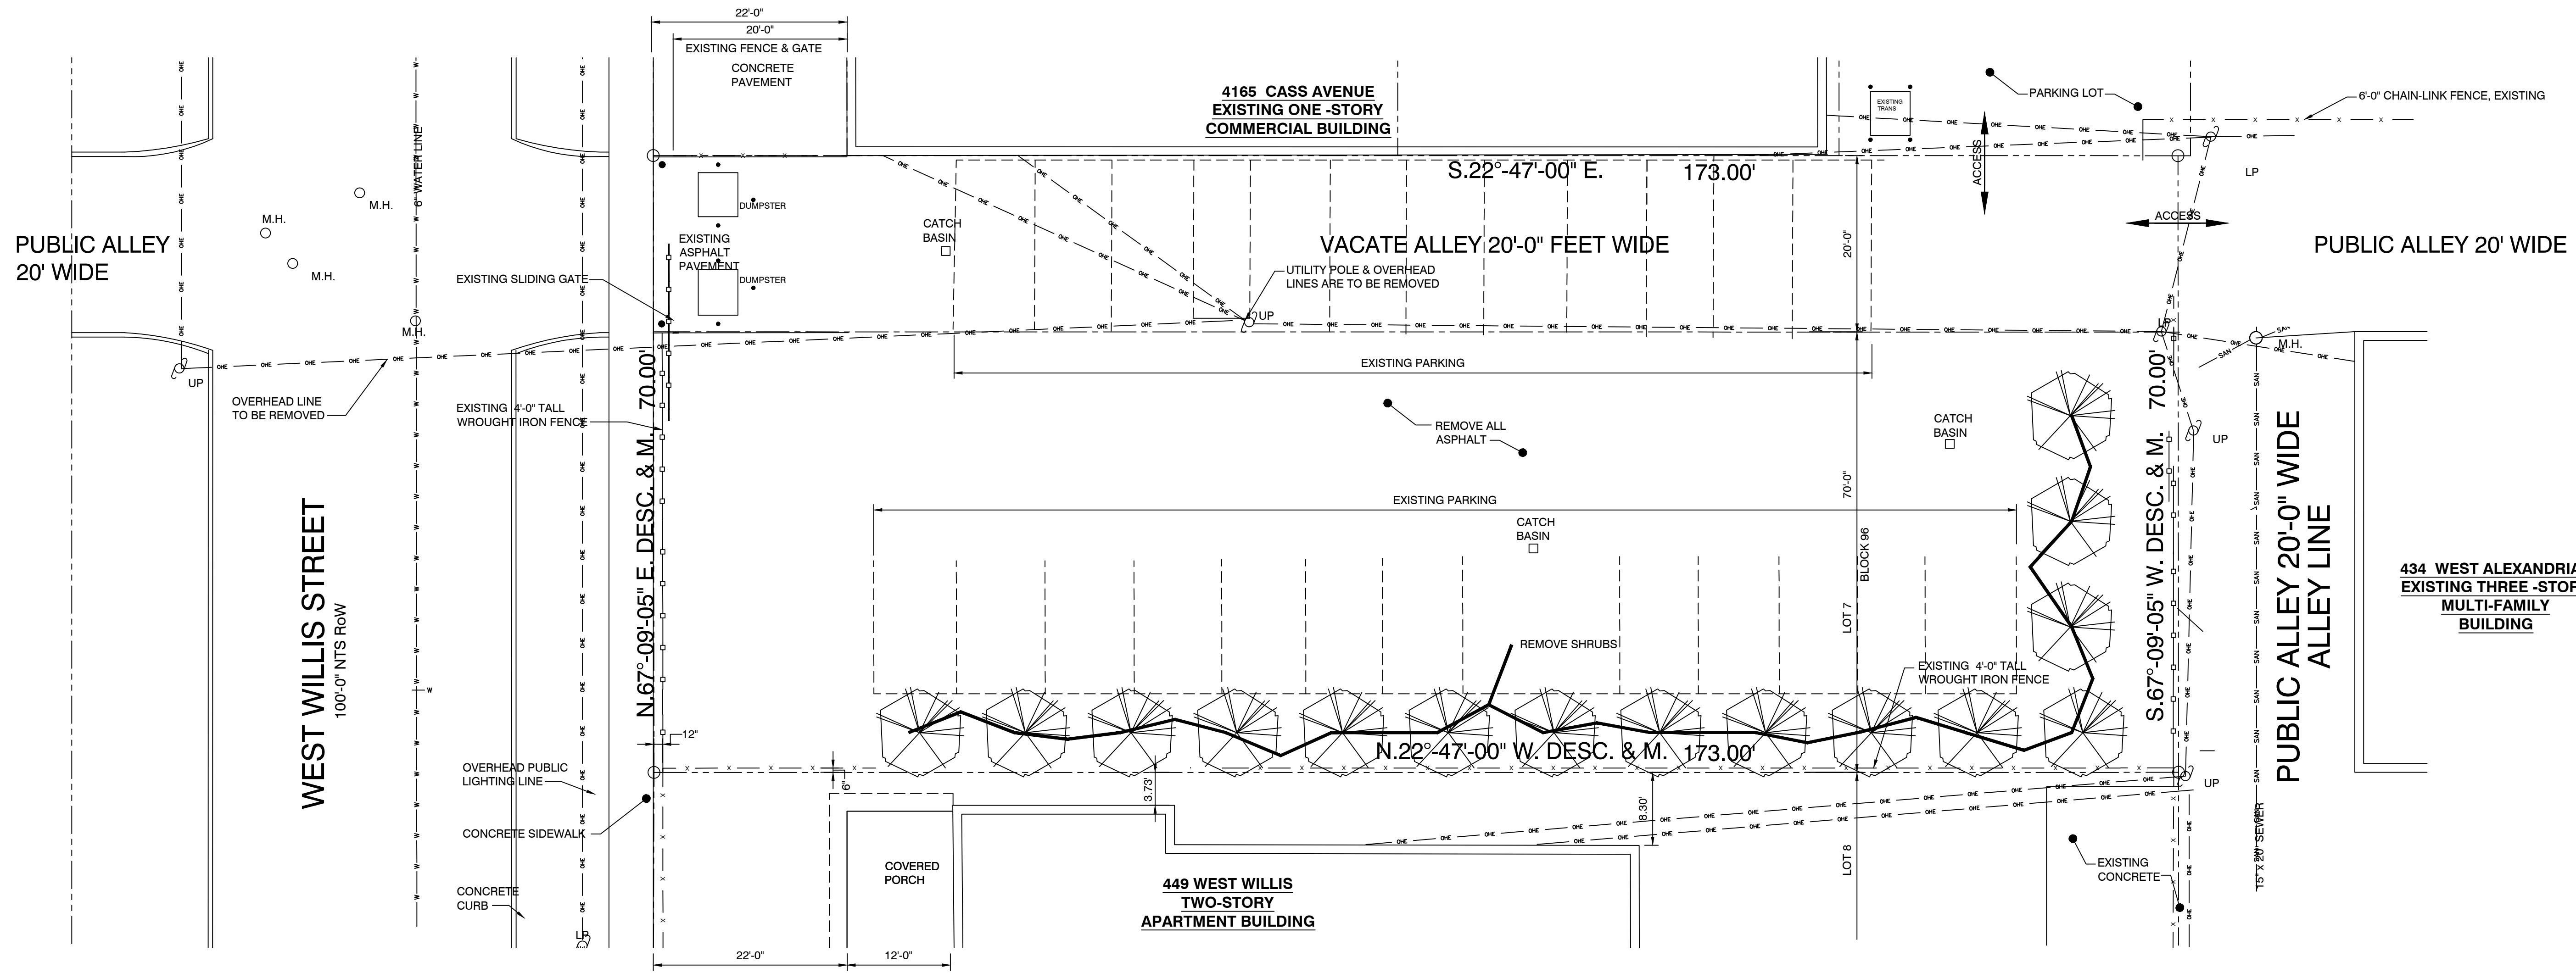 22'-0"
20'-0"
EXISTING FENCE & GATE
CONCRETE
PAVEMENT
4165 CASS AVENUE
EXISTING ONE -STORY
COMMERCIAL BUILDING
EXISTING
TRANS
PARKING LOT
6'-0" CHAIN-LINK FENCE, EXISTING
ACCESS
LP
ACCESS
6" WATER LINE
M.H.
M.H.
M.H.
M.H.
PUBLIC ALLEY
20' WIDE
DUMPSTER
EXISTING
ASPHALT
PAVEMENT
DUMPSTER
EXISTING SLIDING GATE
CATCH
BASIN
S.22°-47'-00" E.
173.00'
VACATE ALLEY 20'-0" FEET WIDE
UTILITY POLE & OVERHEAD
LINES ARE TO BE REMOVED
UP
20'-0"
PUBLIC ALLEY 20' WIDE
UP
SAN
M.H.
SAN
UP
OVERHEAD LINE
TO BE REMOVED
EXISTING 4'-0" TALL
WROUGHT IRON FENCE
EXISTING PARKING
REMOVE ALL
ASPHALT
CATCH
BASIN
UP
70'-0"
EXISTING PARKING
CATCH
BASIN
BLOCK 96
LOT 7
WEST WILLIS STREET
100'-0" NTS RoW
N.67°-09'-05" E. DESC. & M. 70.00'
S.67°-09'-05" W. DESC. & M. 70.00'
PUBLIC ALLEY 20'-0" WIDE
ALLEY LINE
434 WEST ALEXANDRI
EXISTING THREE -STO
MULTI-FAMILY
BUILDING
REMOVE SHRUBS
EXISTING 4'-0" TALL
WROUGHT IRON FENCE
12"
N.22°-47'-00" W. DESC. & M.
173.00'
OVERHEAD PUBLIC
LIGHTING LINE
6"
3.73'
8.30'
UP
CONCRETE SIDEWALK
COVERED
PORCH
449 WEST WILLIS
TWO-STORY
APARTMENT BUILDING
LOT 8
EXISTING
CONCRETE
15" x 20" SEWER
CONCRETE
CURB
LP
22'-0"
12'-0"